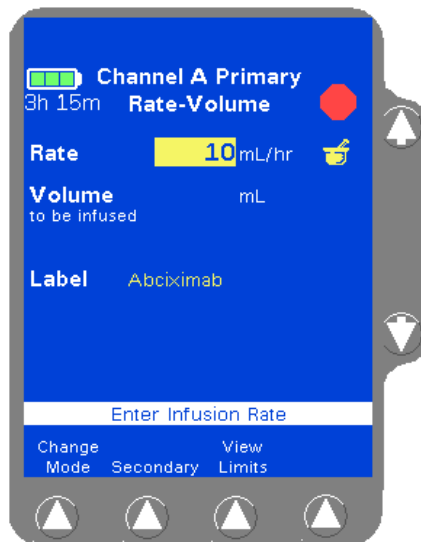 Channel A Primary
3h 15m Rate-Volume
Rate 10 mL/hr
Volume mL
to be infused
Label Abciximab
Enter Infusion Rate
Change View
Mode Secondary Limits